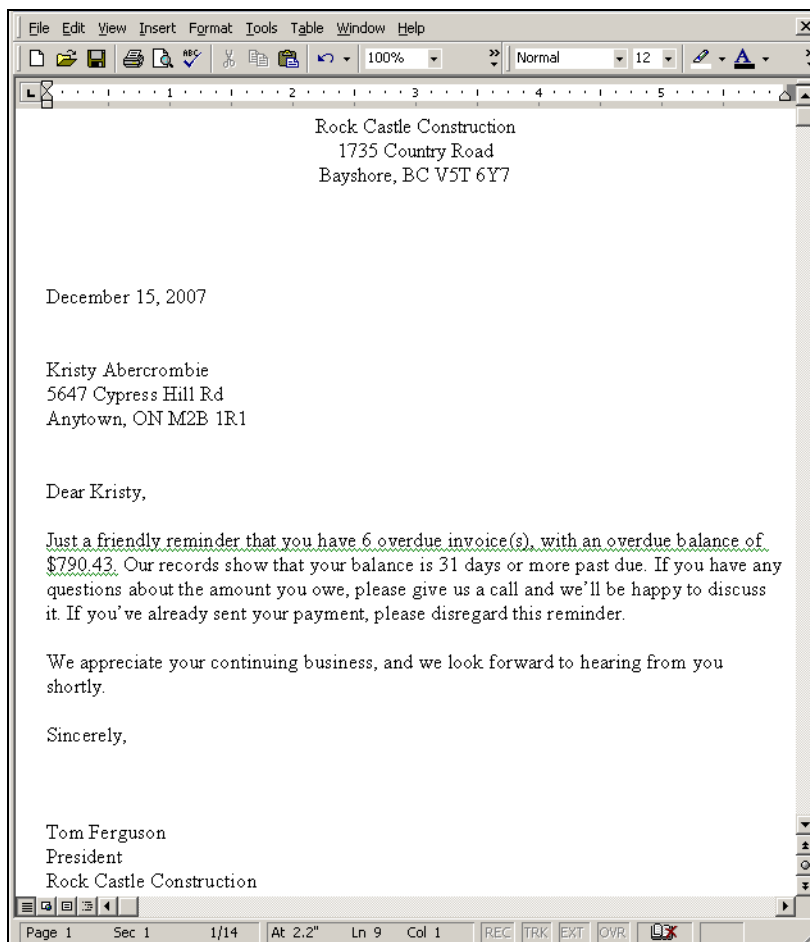 File Edit View Insert Format Tools Table Window Help
100% Normal 12 A
1 2 3 4 5
Rock Castle Construction
1735 Country Road
Bayshore, BC V5T 6Y7
December 15, 2007
Kristy Abercrombie
5647 Cypress Hill Rd
Anytown, ON M2B 1R1
Dear Kristy,
Just a friendly reminder that you have 6 overdue invoice(s), with an overdue balance of
$790.43. Our records show that your balance is 31 days or more past due. If you have any
questions about the amount you owe, please give us a call and we'll be happy to discuss
it. If you've already sent your payment, please disregard this reminder.
We appreciate your continuing business, and we look forward to hearing from you
shortly.
Sincerely,
Tom Ferguson
President
Rock Castle Construction
Page 1 Sec 1 1/14 At 2.2" Ln 9 Col 1 REC TRK EXT OVR